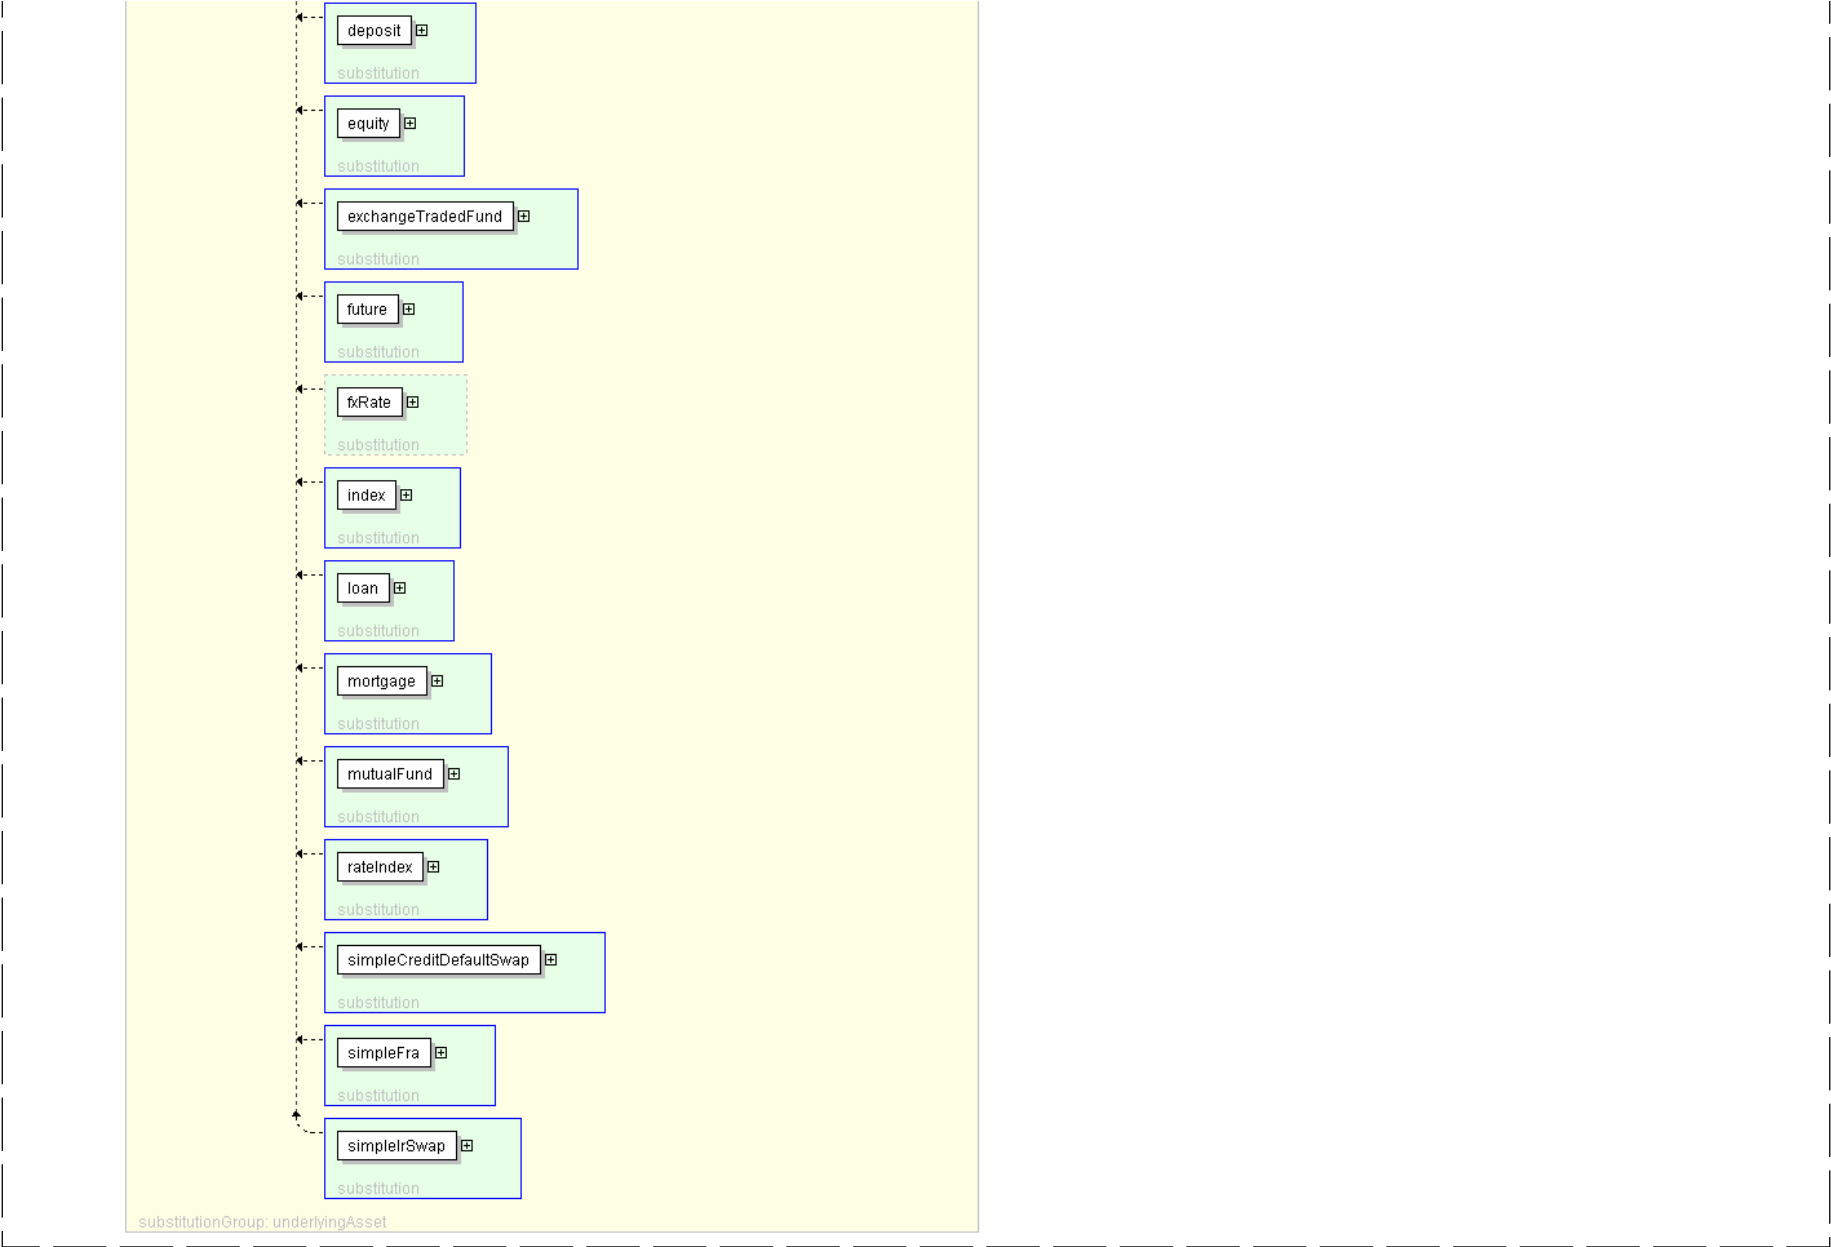 deposit
substitution
equity
substitution
exchangeTradedFund
substitution
future
substitution
fxRate
substitution
index
substitution
loan
substitution
mortgage
substitution
mutualFund
substitution
rateIndex
substitution
simpleCreditDefaultSwap
substitution
simpleFra
substitution
simpleIrSwap
substitution
substitutionGroup: underlyingAsset